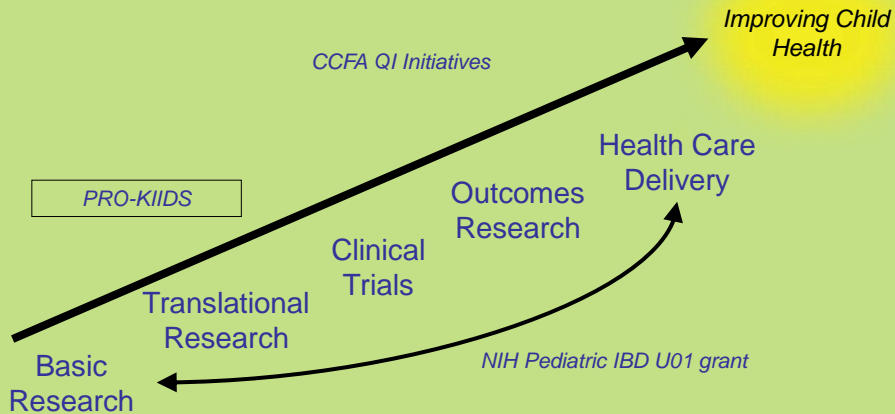 Improving Child
Health
CCFA QI Initiatives
Health Care
Delivery
PRO-KIIDS
Outcomes
Research
Clinical
Trials
Translational
Research
NIH Pediatric IBD U01 grant
Basic
Research